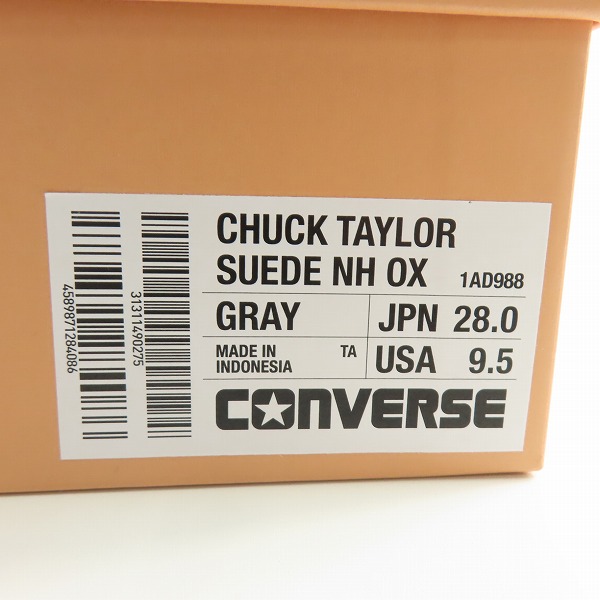 4589871284086
31311490275
CHUCK TAYLOR
SUEDE NH OX 1AD988
GRAY JPN 28.0
MADE IN TA USA 9.5
INDONESIA
CONVERSE